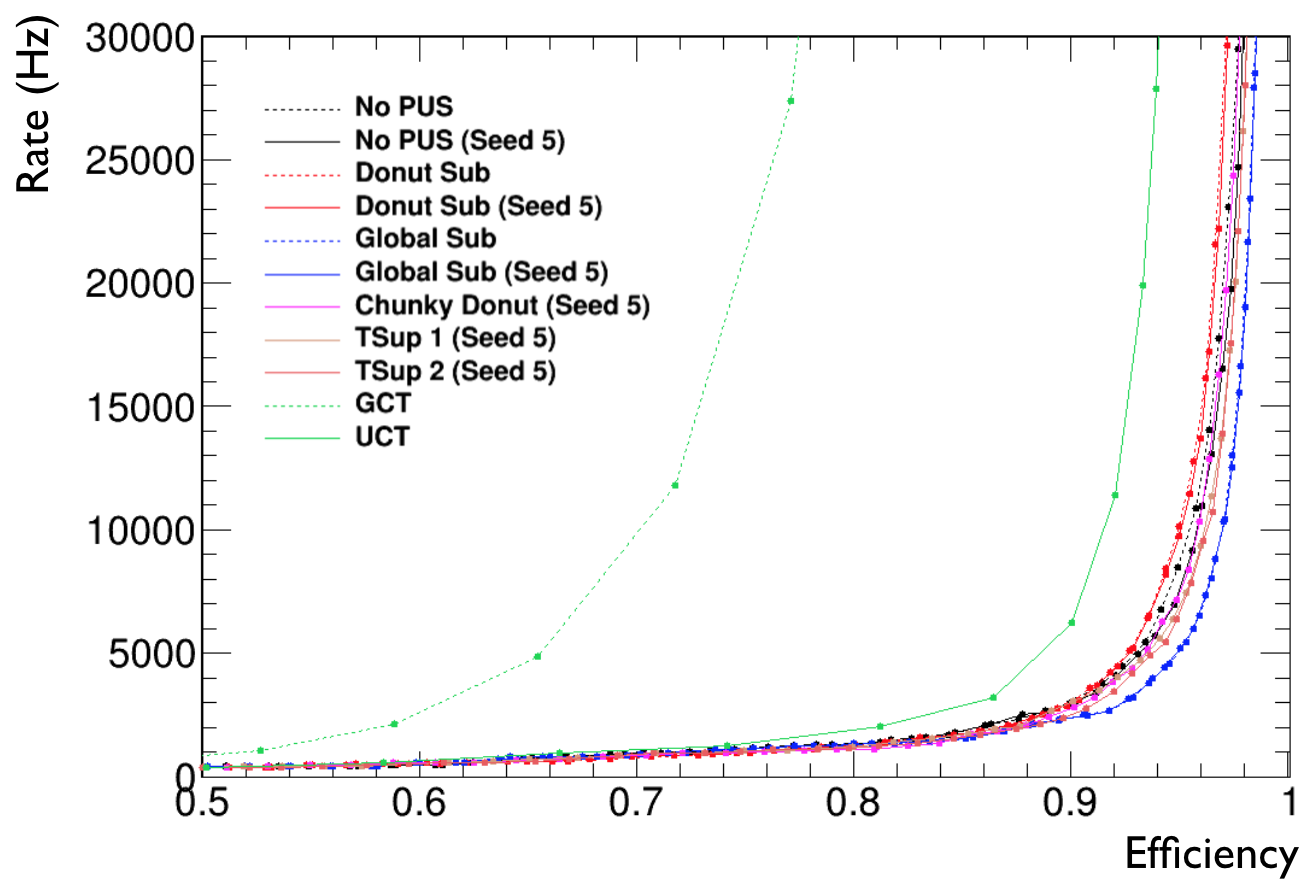 Rate (Hz)
30000
25000
20000
15000
10000
5000
0
No PUS
No PUS (Seed 5)
Donut Sub
Donut Sub (Seed 5)
Global Sub
Global Sub (Seed 5)
Chunky Donut (Seed 5)
TSup 1 (Seed 5)
TSup 2 (Seed 5)
GCT
UCT
0.5 0.6 0.7 0.8 0.9 1
Efficiency